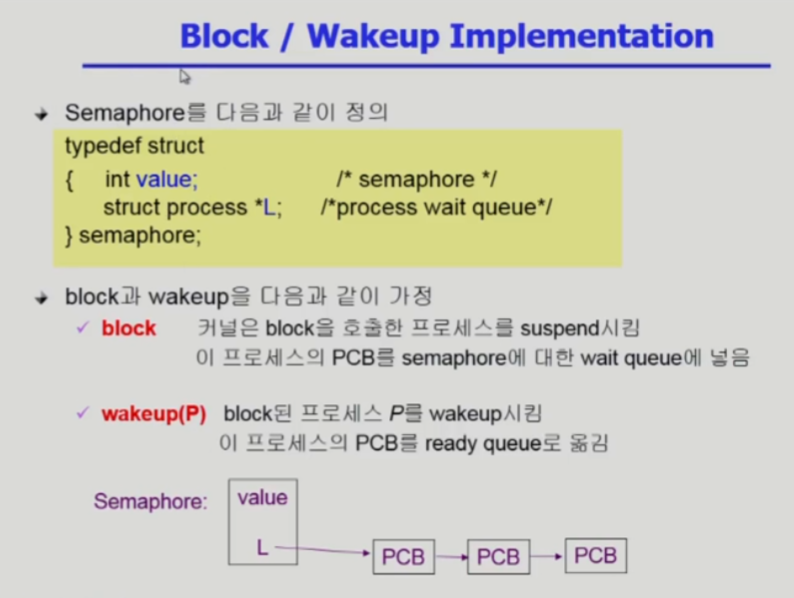 Block / Wakeup Implementation
Semaphore를 다음과 같이 정의
typedef struct
{ int value; /* semaphore */
struct process *L; /*process wait queue*/
} semaphore;
block과 wakeup을 다음과 같이 가정
block 커널은 block을 호출한 프로세스를 suspend시킴
이 프로세스의 PCB를 semaphore에 대한 wait queue에 넣음
wakeup(P) block된 프로세스 P를 wakeup시킴
이 프로세스의 PCB를 ready queue로 옮김
Semaphore: value
L PCB PCB PCB